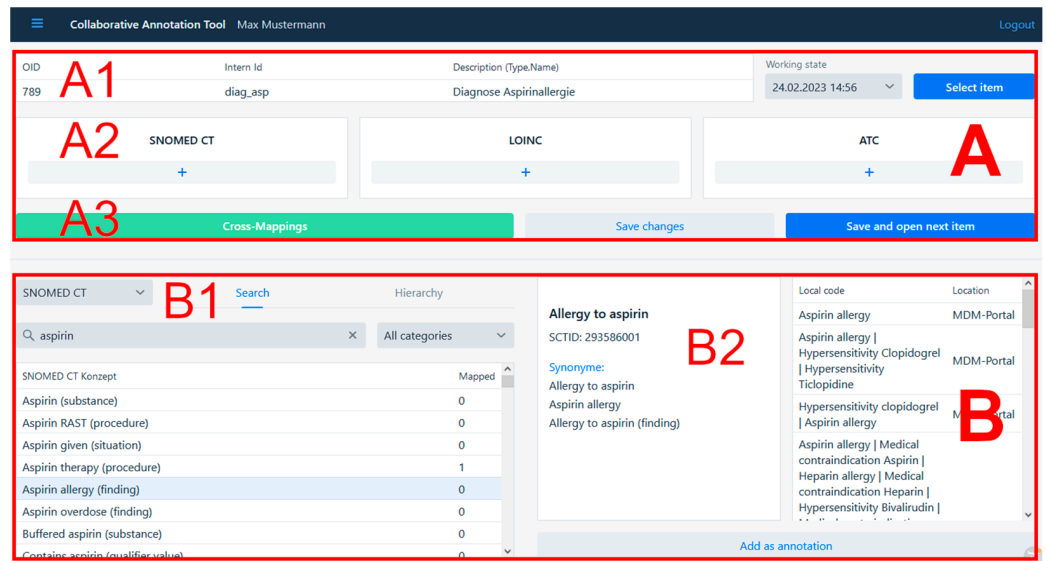 Collaborative Annotation Tool Max Mustermann Logout
OID Intern Id Description (Type,Name) Working state
A1
789 diag_asp Diagnose Aspirinallergie 24.02.2023 14:56 Select item
A2
SNOMED CT LOINC ATC
A
+ + +
A3
Cross-Mappings Save changes Save and open next item
SNOMED CT B1 Search Hierarchy
aspirin All categories
SNOMED CT Konzept Mapped
Aspirin (substance) 0
Aspirin RAST (procedure) 0
Aspirin given (situation) 0
Aspirin therapy (procedure) 1
Aspirin allergy (finding) 0
Aspirin overdose (finding) 0
Buffered aspirin (substance) 0
Contains aspirin (qualifier value) 0
Allergy to aspirin
SCTID: 293586001
B2
Synonyme:
Allergy to aspirin
Aspirin allergy
Allergy to aspirin (finding)
Local code Location
Aspirin allergy MDM-Portal
Aspirin allergy |
Hypersensitivity Clopidogrel MDM-Portal
| Hypersensitivity
Ticlopidine
B
Hypersensitivity clopidogrel
| Aspirin allergy
Aspirin allergy | Medical
contraindication Aspirin |
Heparin allergy | Medical
contraindication Heparin |
Hypersensitivity Bivalirudin |
Add as annotation